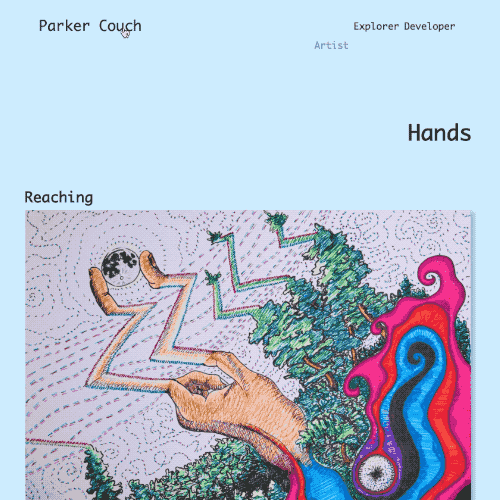 Parker Couch
Explorer Developer
Artist
Hands
Reaching